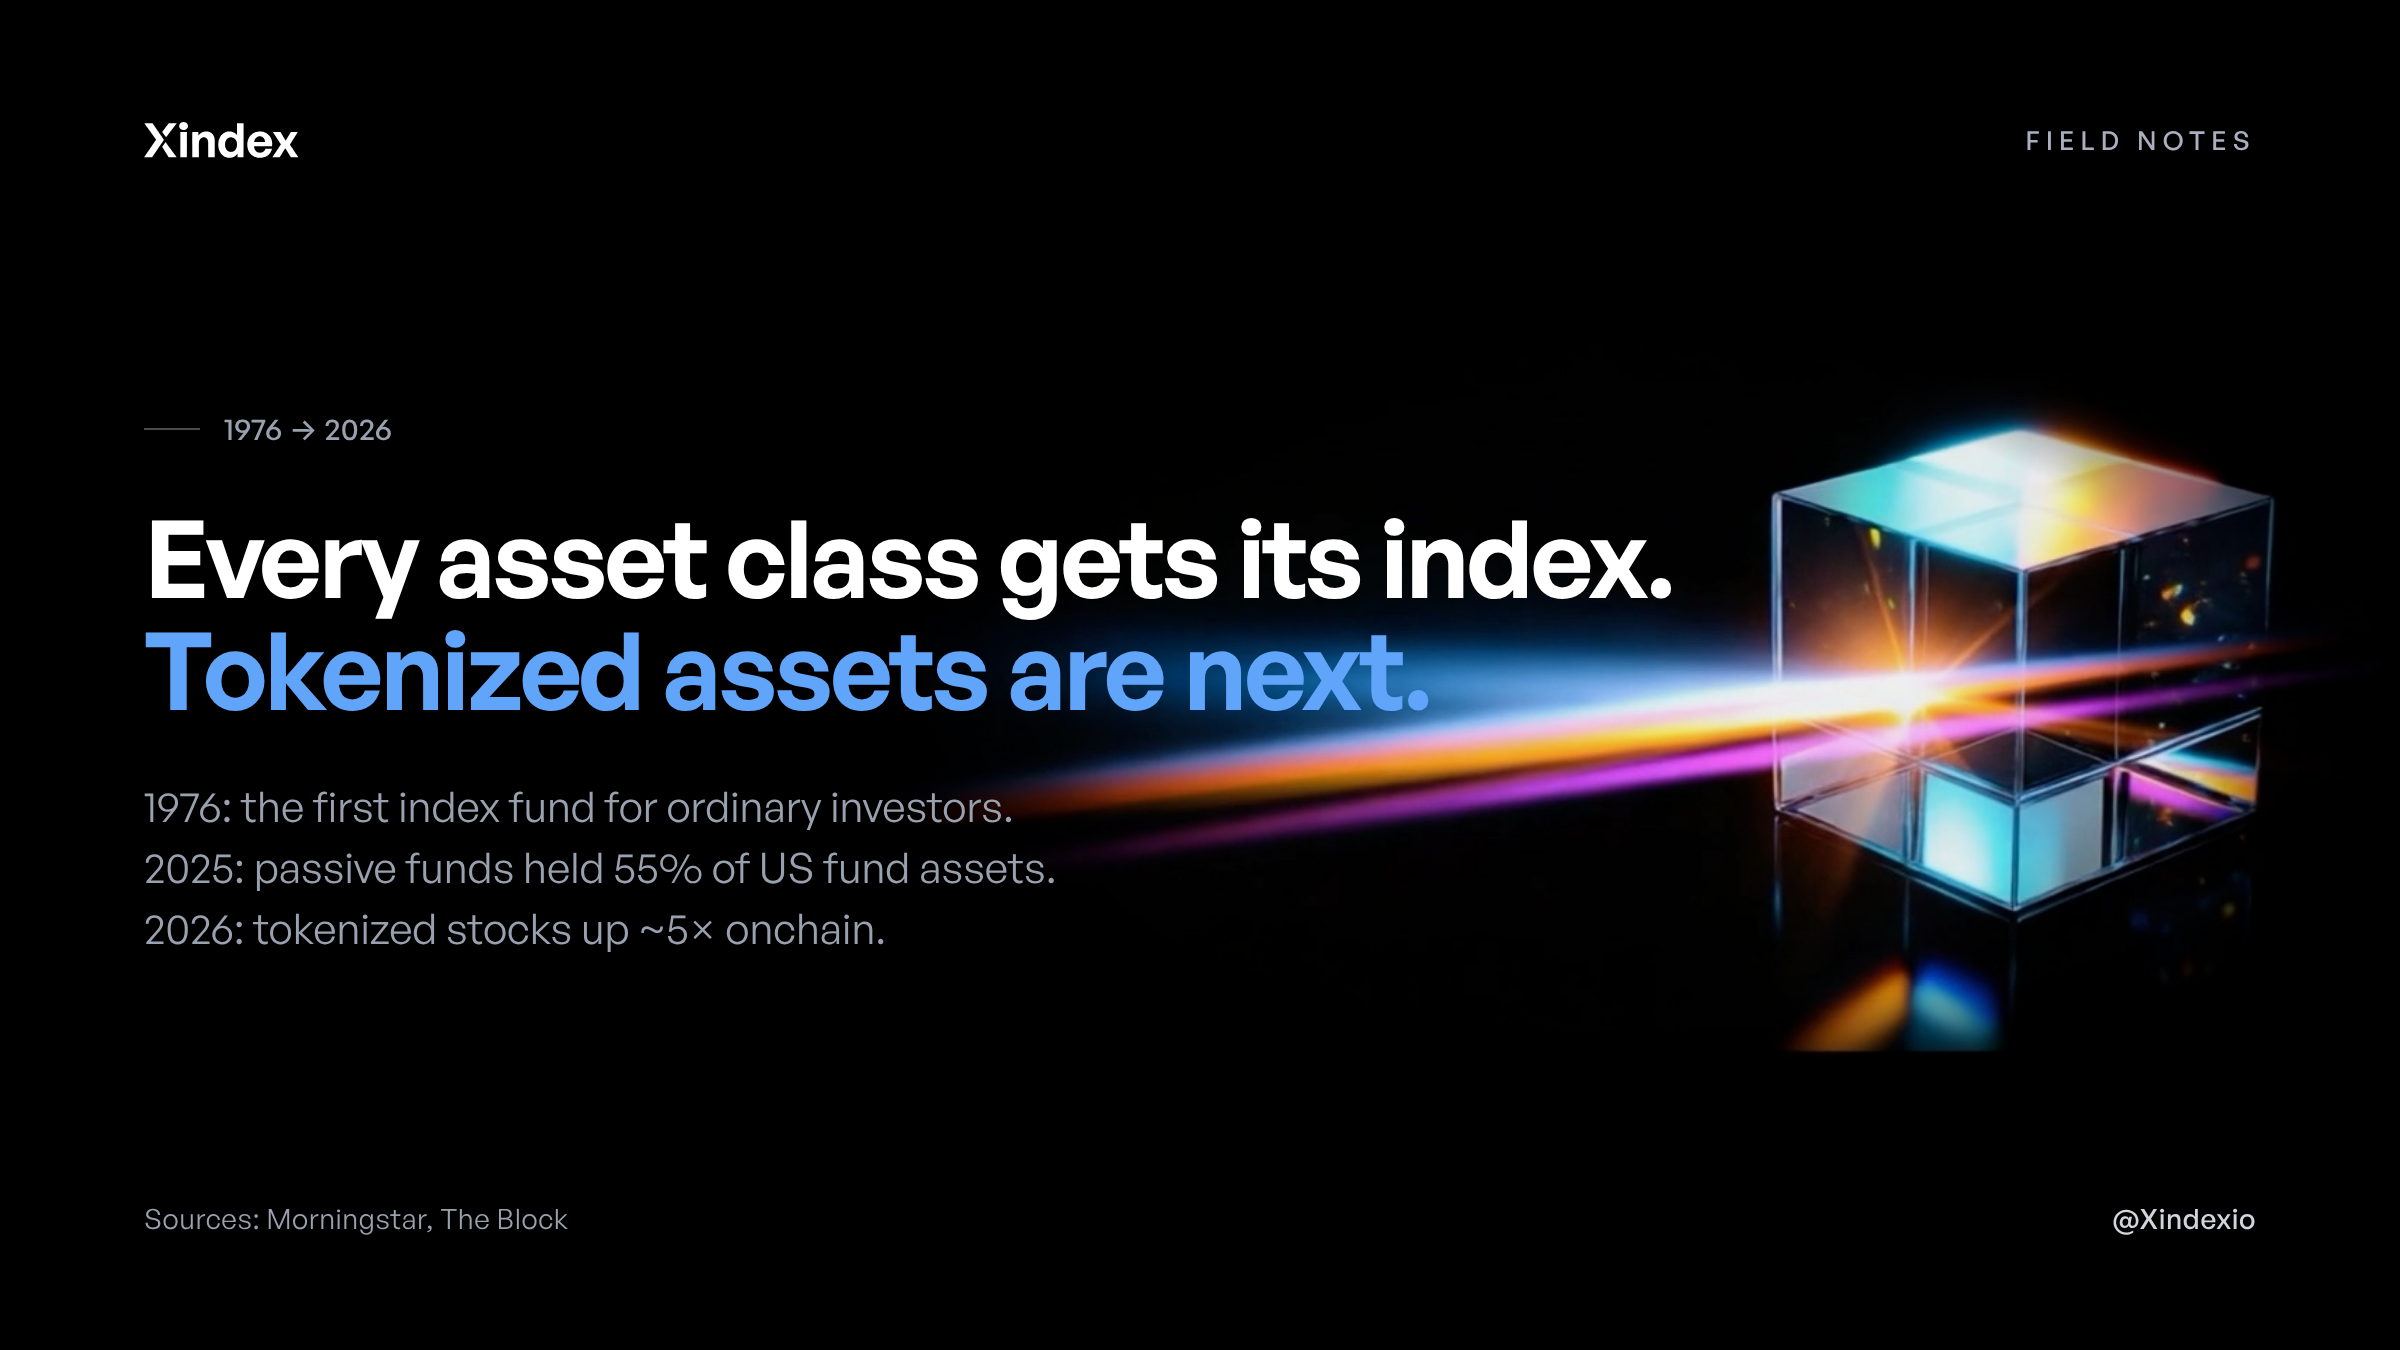 Xindex
FIELD NOTES
1976 → 2026
Every asset class gets its index.
Tokenized assets are next.
1976: the first index fund for ordinary investors.
2025: passive funds held 55% of US fund assets.
2026: tokenized stocks up ~5× onchain.
Sources: Morningstar, The Block
@Xindexio